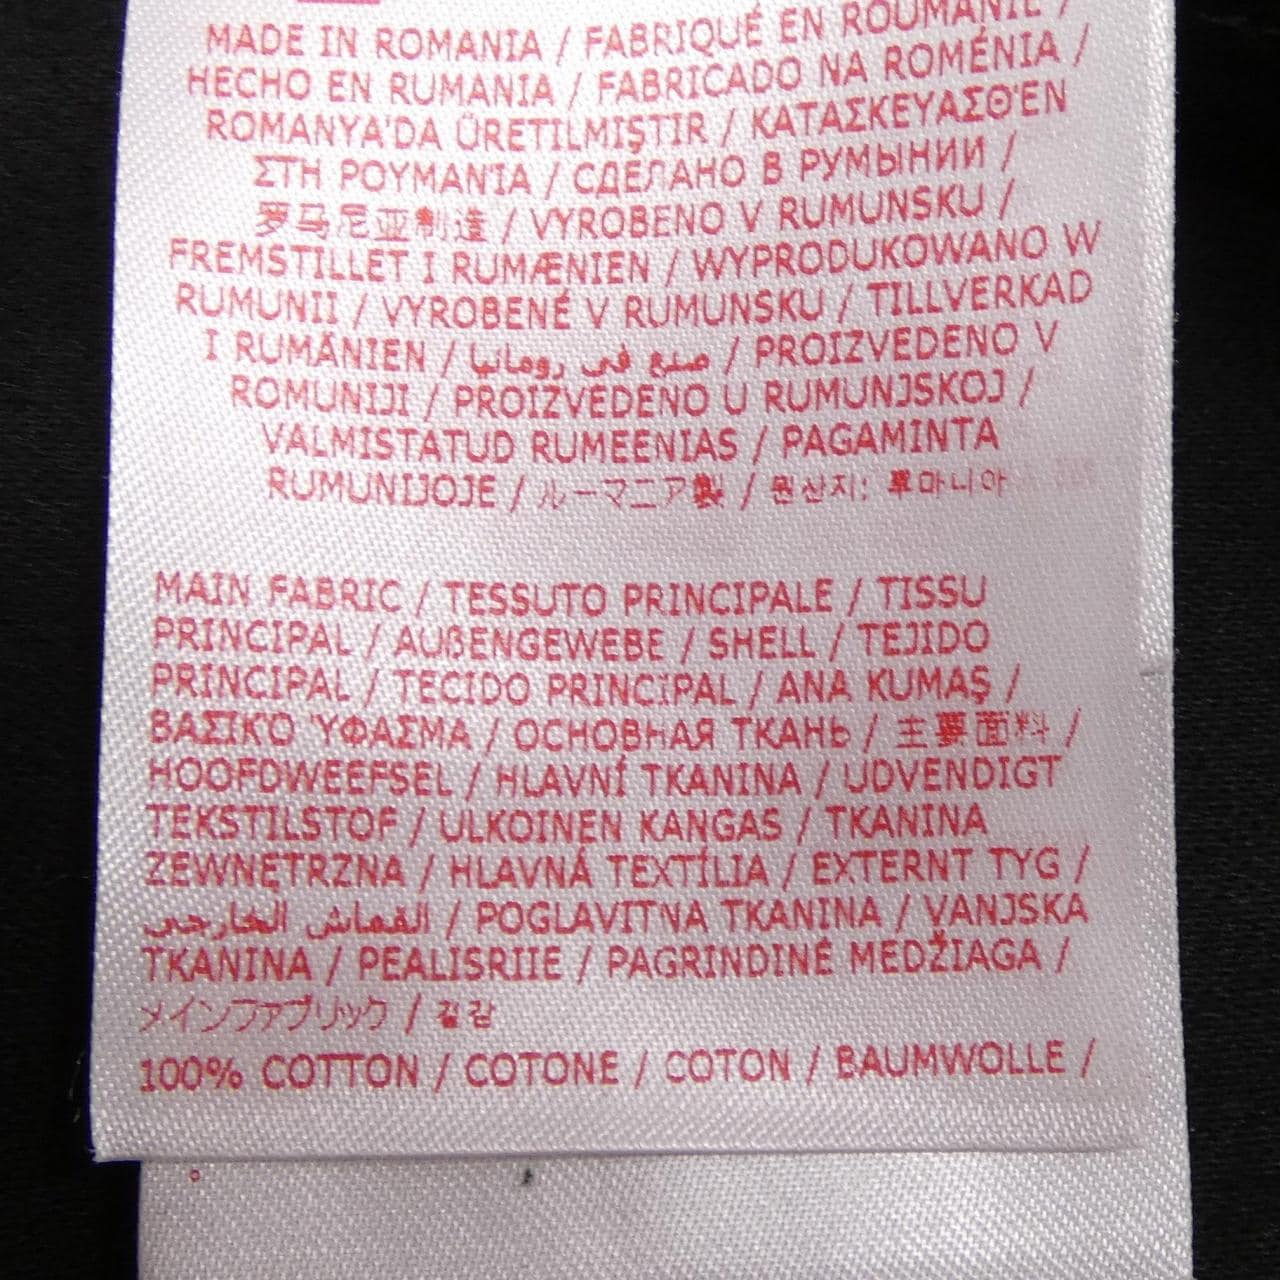 MADE IN ROMANIA / FABRIQUÉ EN ROUMANIE /
HECHO EN RUMANIA / FABRICADO NA ROMÉNIA /
ROMANYA'DA ÜRETILMIŞTIR / ΚΑΤΑΣΚΕΥΑΣΘ'ΕΝ
ΣΤΗ ΡΟΥΜΑΝ'ΙΑ / СДЕЛАНО В РУМЫНИИ /
罗马尼亚制造 / VYROBENO V RUMUNSKU /
FREMSTILLET I RUMÆNIEN / WYPRODUKOWANO W
RUMUNII / VYROBENÉ V RUMUNSKU / TILLVERKAD
I RUMÄNIEN / صنع في رومانيا / PROIZVEDENO V
ROMUNIJI / PROIZVEDENO U RUMUNJSKOJ /
VALMISTATUD RUMEENIAS / PAGAMINTA
RUMUNIJOJE / ルーマニア製 / 원산지: 루마니아
MAIN FABRIC / TESSUTO PRINCIPALE / TISSU
PRINCIPAL / AUßENGEWEBE / SHELL / TEJIDO
PRINCIPAL / TECIDO PRINCIPAL / ANA KUMAŞ /
ΒΑΣΙΚΌ ΎΦΑΣΜΑ / ОСНОВНАЯ ТКАНЬ / 主要面料 /
HOOFDWEEFSEL / HLAVNÍ TKANINA / UDVENDIGT
TEKSTILSTOF / ULKOINEN KANGAS / TKANINA
ZEWNĘTRZNA / HLAVNÁ TEXTÍLIA / EXTERNT TYG /
القماش الخارجي / POGLAVITNA TKANINA / VANJSKA
TKANINA / PEALISRIIE / PAGRINDINĖ MEDŽIAGA /
メインファブリック / 겉감
100% COTTON / COTONE / COTON / BAUMWOLLE /